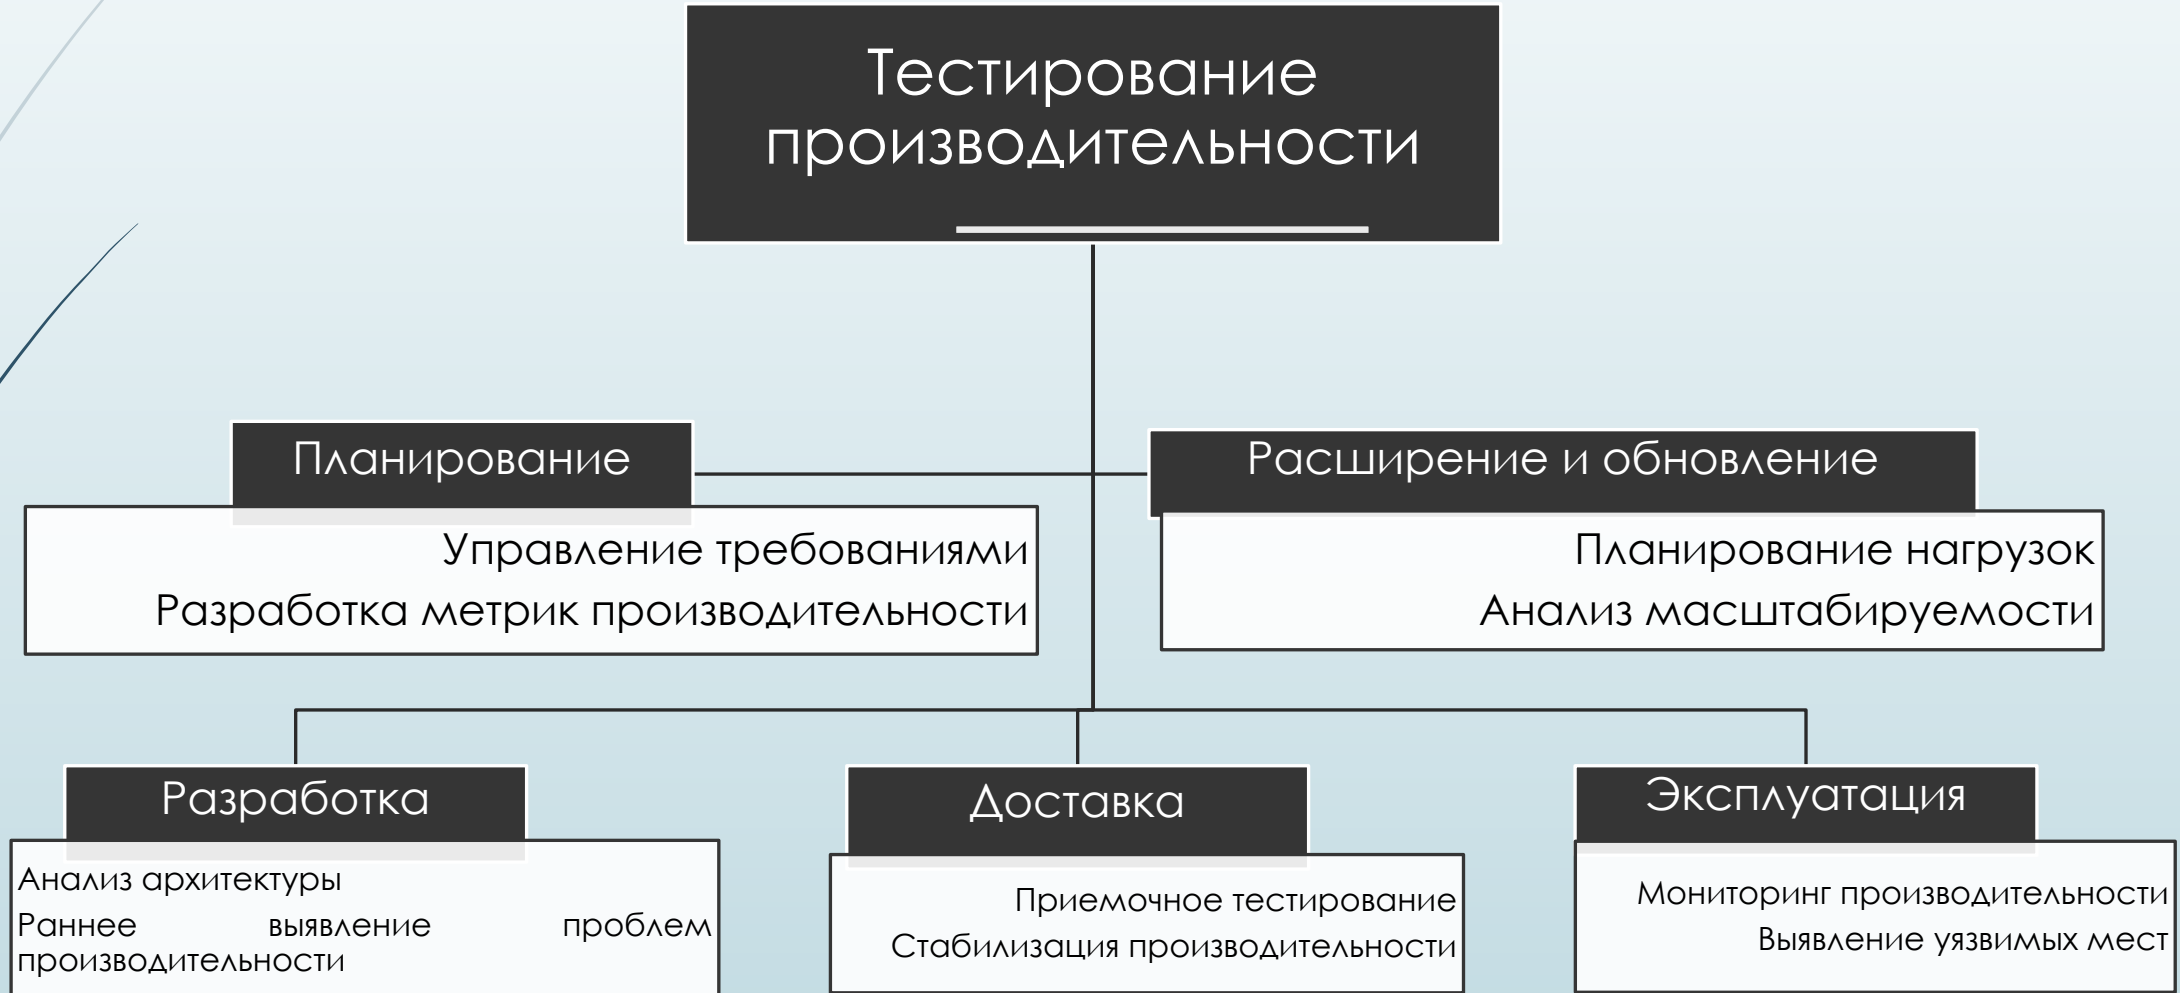 Тестирование
производительности
Планирование
Управление требованиями
Разработка метрик производительности
Расширение и обновление
Планирование нагрузок
Анализ масштабируемости
Разработка
Анализ архитектуры
Раннее выявление проблем
производительности
Доставка
Приемочное тестирование
Стабилизация производительности
Эксплуатация
Мониторинг производительности
Выявление уязвимых мест